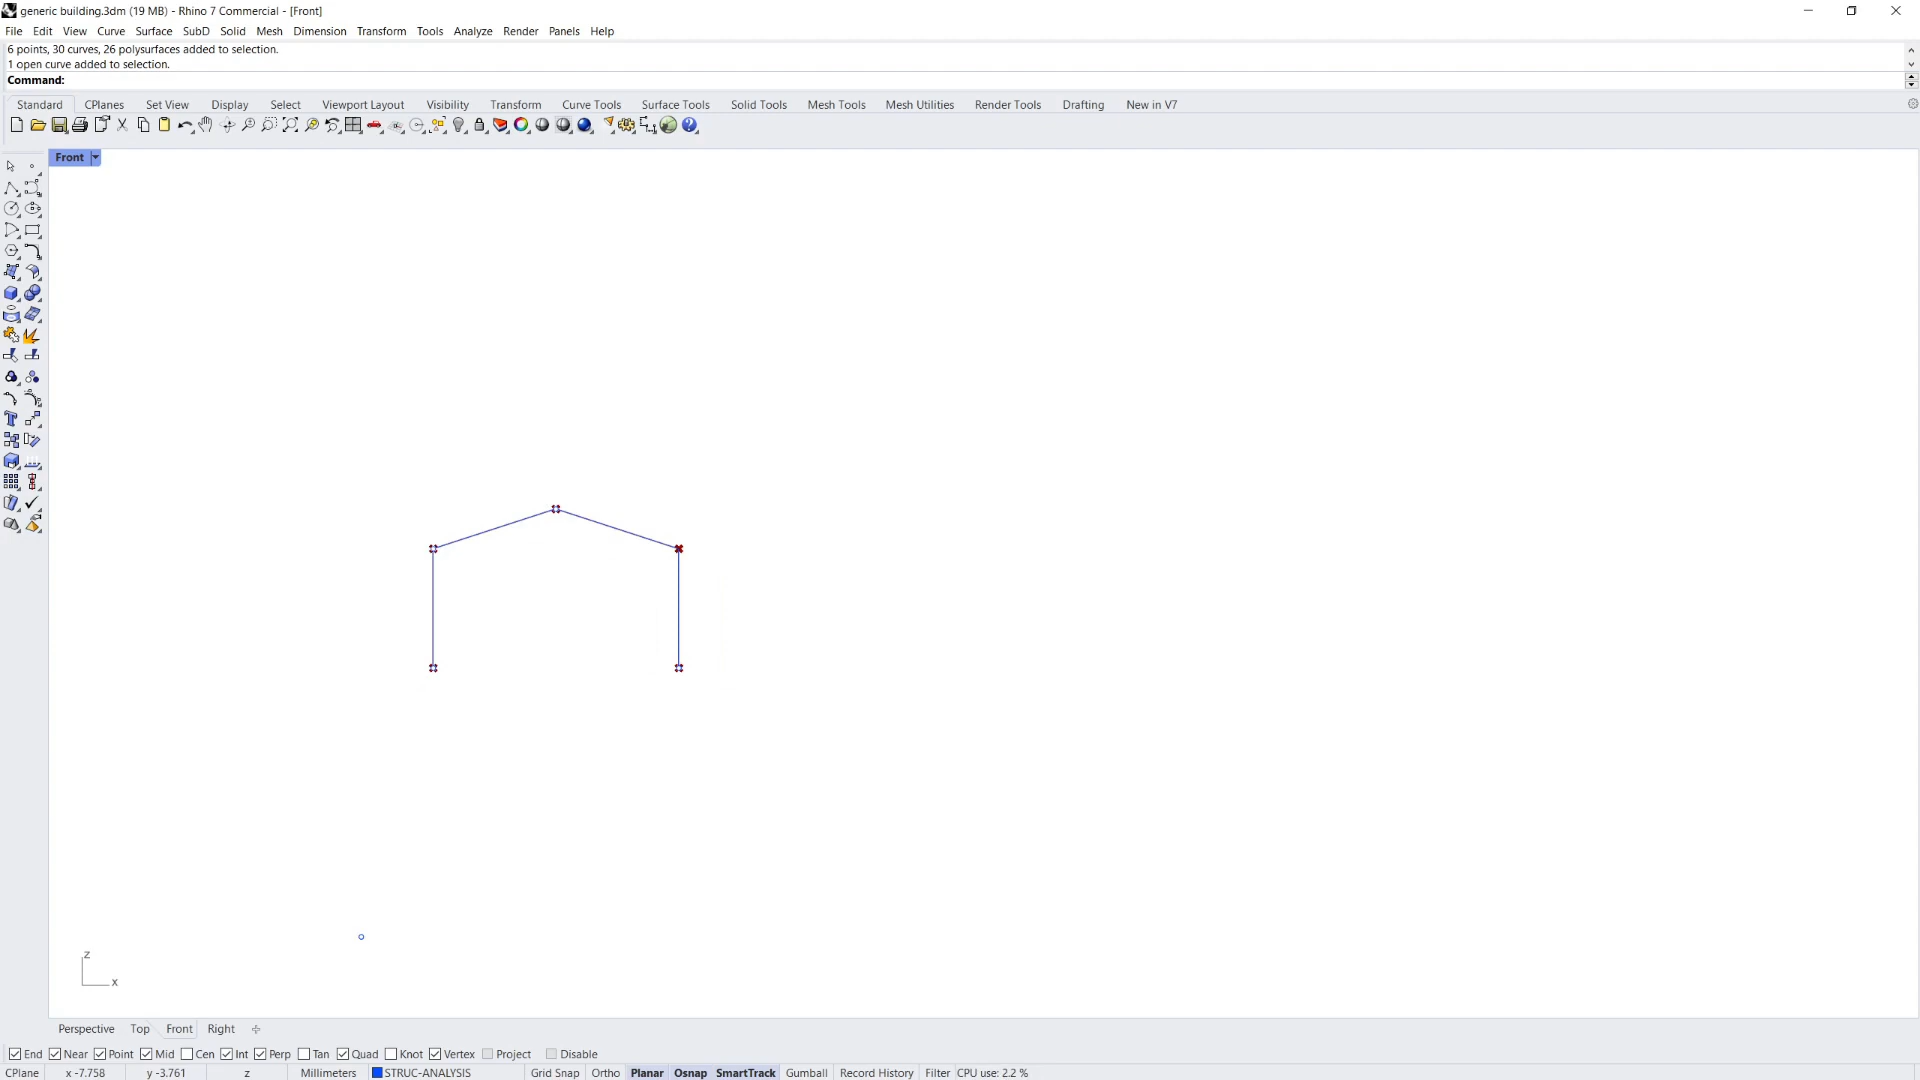 generic building.3dm (19 MB) - Rhino 7 Commercial - [Front]
File Edit View Curve Surface SubD Solid Mesh Dimension Transform Tools Analyze Render Panels Help
6 points, 30 curves, 26 polysurfaces added to selection.
1 open curve added to selection.
Command:
Standard CPlanes Set View Display Select Viewport Layout Visibility Transform Curve Tools Surface Tools Solid Tools Mesh Tools Mesh Utilities Render Tools Drafting New in V7
Front
z
x
Perspective Top Front Right
End Near Point Mid Cen Int Perp Tan Quad Knot Vertex Project Disable
CPlane x -7.758 y -3.761 z Millimeters STRUC-ANALYSIS Grid Snap Ortho Planar Osnap SmartTrack Gumball Record History Filter CPU use: 2.2 %